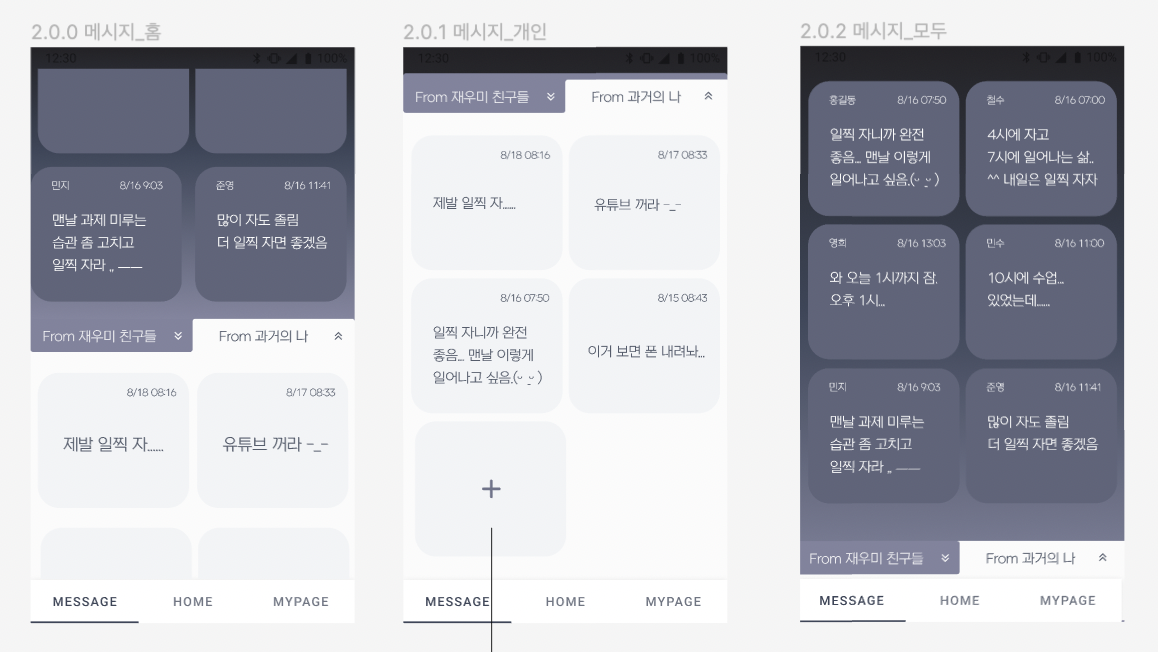 2.0.0 메시지_홈
12:30
100%
민지 8/16 9:03
맨날 과제 미루는
습관 좀 고치고
일찍 자라 ,, ——
준영 8/16 11:41
많이 자도 졸림
더 일찍 자면 좋겠음
From 재우미 친구들
From 과거의 나
8/18 08:16
제발 일찍 자......
8/17 08:33
유튜브 꺼라 -_-
MESSAGE
HOME
MYPAGE
2.0.1 메시지_개인
12:30
100%
From 재우미 친구들
From 과거의 나
8/18 08:16
제발 일찍 자......
8/17 08:33
유튜브 꺼라 -_-
8/16 07:50
일찍 자니까 완전
좋음... 맨날 이렇게
일어나고 싶음.(ᵕ ̬ ᵕ)
8/15 08:43
이거 보면 폰 내려놔...
+
MESSAGE
HOME
MYPAGE
2.0.2 메시지_모두
12:30
100%
홍길동 8/16 07:50
일찍 자니까 완전
좋음... 맨날 이렇게
일어나고 싶음.(ᵕ ̬ ᵕ)
철수 8/16 07:00
4시에 자고
7시에 일어나는 삶..
^^ 내일은 일찍 자자
영희 8/16 13:03
와 오늘 1시까지 잠.
오후 1시...
민수 8/16 11:00
10시에 수업...
있었는데......
민지 8/16 9:03
맨날 과제 미루는
습관 좀 고치고
일찍 자라 ,, ——
준영 8/16 11:41
많이 자도 졸림
더 일찍 자면 좋겠음
From 재우미 친구들
From 과거의 나
MESSAGE
HOME
MYPAGE